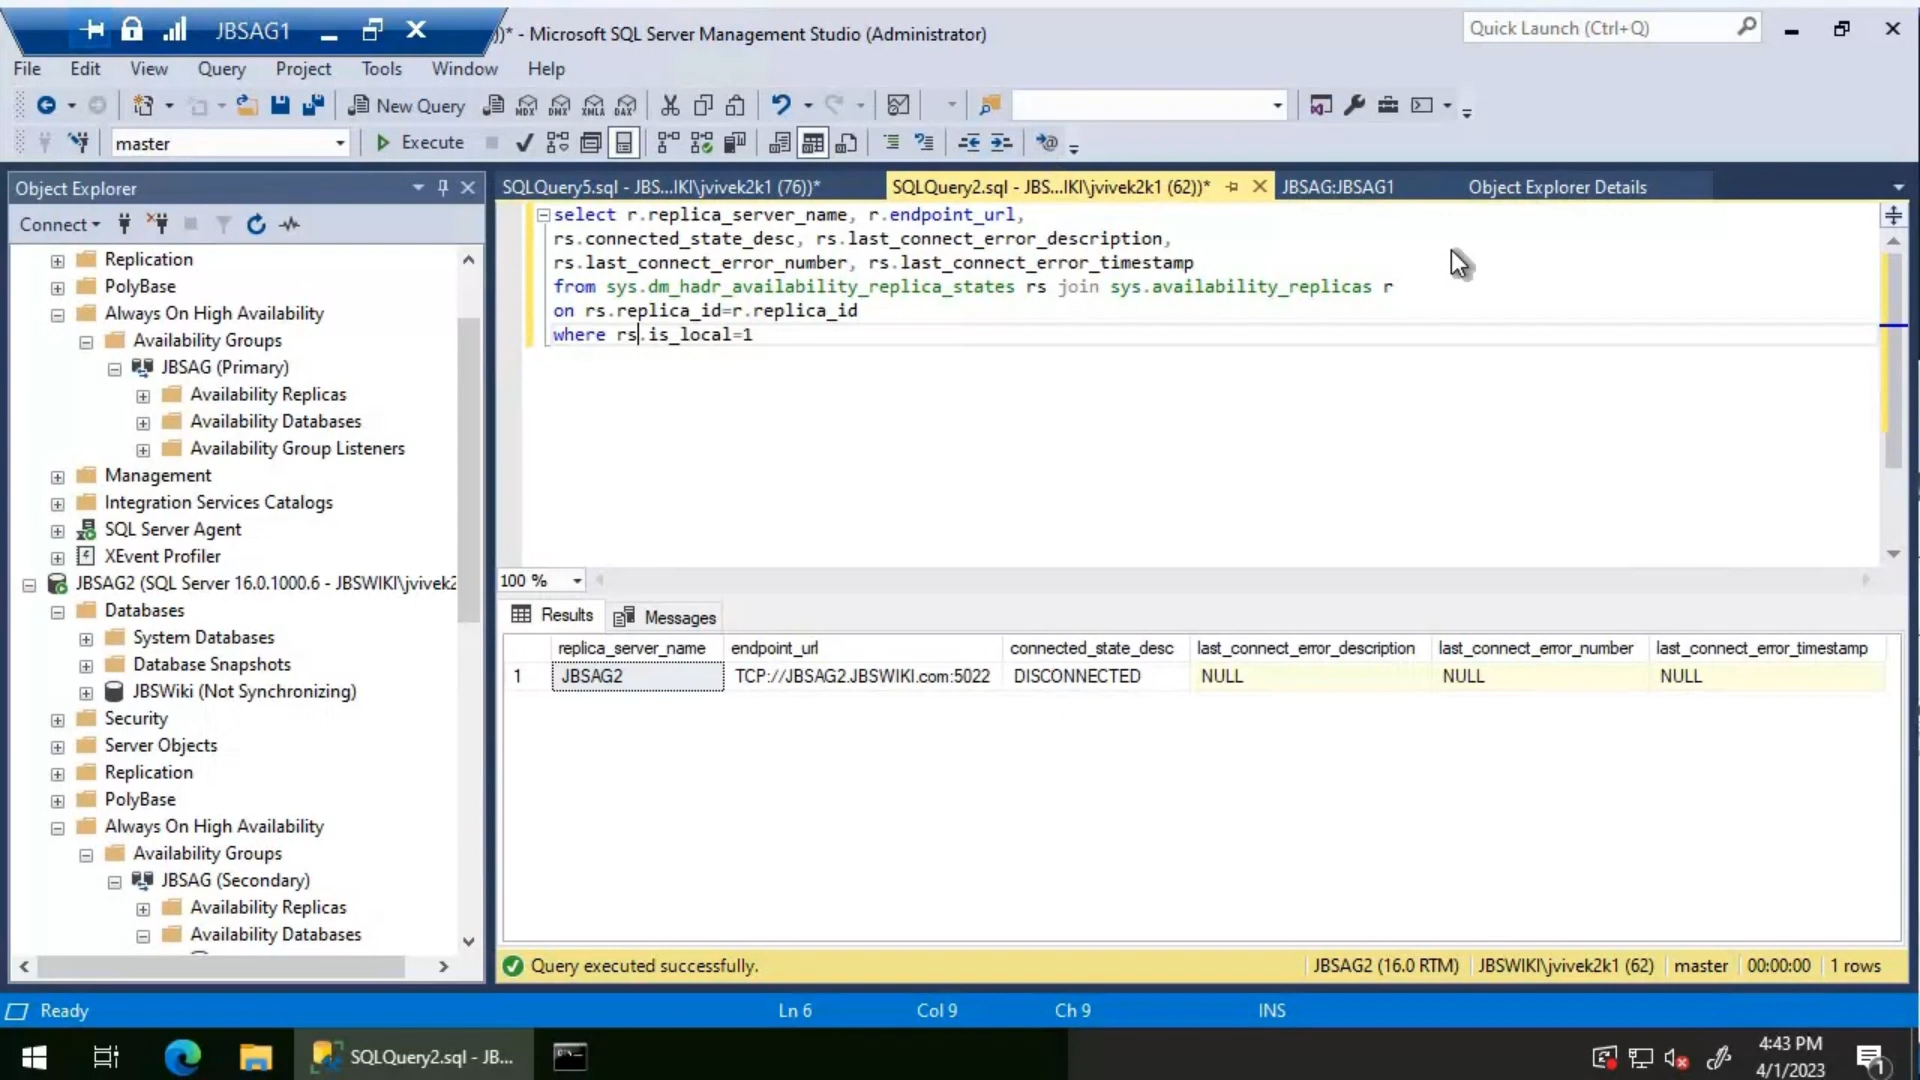 JBSAG1
))* - Microsoft SQL Server Management Studio (Administrator)
Quick Launch (Ctrl+Q)
File Edit View Query Project Tools Window Help
New Query
MDX DMX XMLA DAX
master
Execute
Object Explorer
SQLQuery5.sql - JBS...IKI\jvivek2k1 (76))*
SQLQuery2.sql - JBS...IKI\jvivek2k1 (62))*
JBSAG:JBSAG1
Object Explorer Details
Connect
Replication
PolyBase
Always On High Availability
Availability Groups
JBSAG (Primary)
Availability Replicas
Availability Databases
Availability Group Listeners
Management
Integration Services Catalogs
SQL Server Agent
XEvent Profiler
JBSAG2 (SQL Server 16.0.1000.6 - JBSWIKI\jvivek2
Databases
System Databases
Database Snapshots
JBSWiki (Not Synchronizing)
Security
Server Objects
Replication
PolyBase
Always On High Availability
Availability Groups
JBSAG (Secondary)
Availability Replicas
Availability Databases
select r.replica_server_name, r.endpoint_url,
rs.connected_state_desc, rs.last_connect_error_description,
rs.last_connect_error_number, rs.last_connect_error_timestamp
from sys.dm_hadr_availability_replica_states rs join sys.availability_replicas r
on rs.replica_id=r.replica_id
where rs.is_local=1
100 %
Results Messages
replica_server_name endpoint_url connected_state_desc last_connect_error_description last_connect_error_number last_connect_error_timestamp
1 JBSAG2 TCP://JBSAG2.JBSWIKI.com:5022 DISCONNECTED NULL NULL NULL
Query executed successfully.
JBSAG2 (16.0 RTM) JBSWIKI\jvivek2k1 (62) master 00:00:00 1 rows
Ready Ln 6 Col 9 Ch 9 INS
SQLQuery2.sql - JB...
4:43 PM
4/1/2023
1